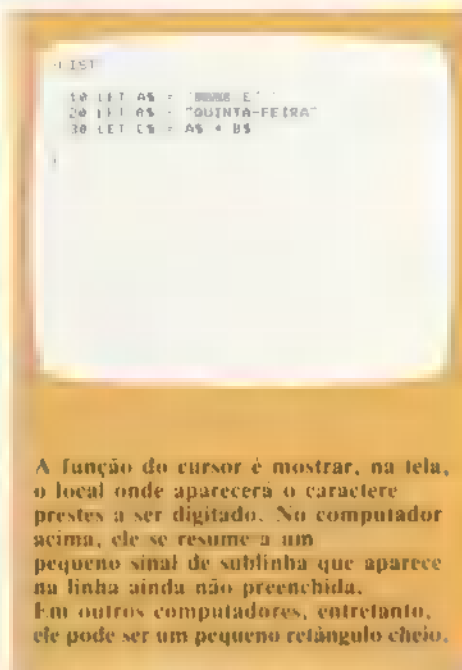 LIST
10 LET A$ = " E "
20 LET A$ = "QUINTA-FEIRA"
30 LET C$ = A$ + B$
A função do cursor é mostrar, na tela,
o local onde aparecerá o caractere
prestes a ser digitado. No computador
acima, ele se resume a um
pequeno sinal de sublinha que aparece
na linha ainda não preenchida.
Em outros computadores, entretanto,
ele pode ser um pequeno retângulo cheio.